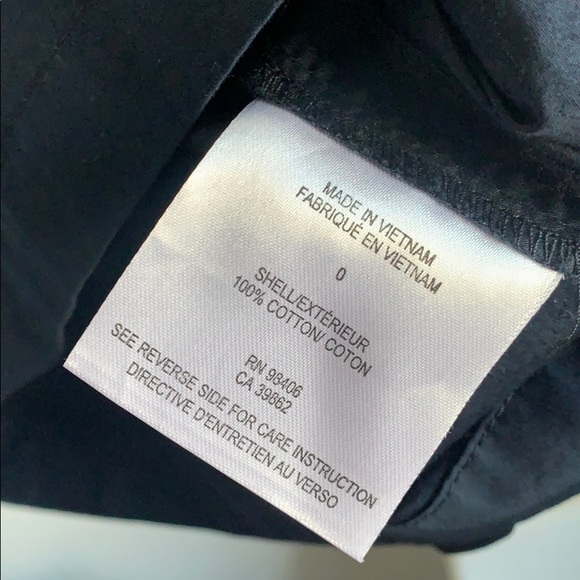 MADE IN VIETNAM
FABRIQUÉ EN VIETNAM
0
SHELL/EXTÉRIEUR
100% COTTON/ COTON
RN 98406
CA 39862
SEE REVERSE SIDE FOR CARE INSTRUCTION
DIRECTIVE D'ENTRETIEN AU VERSO